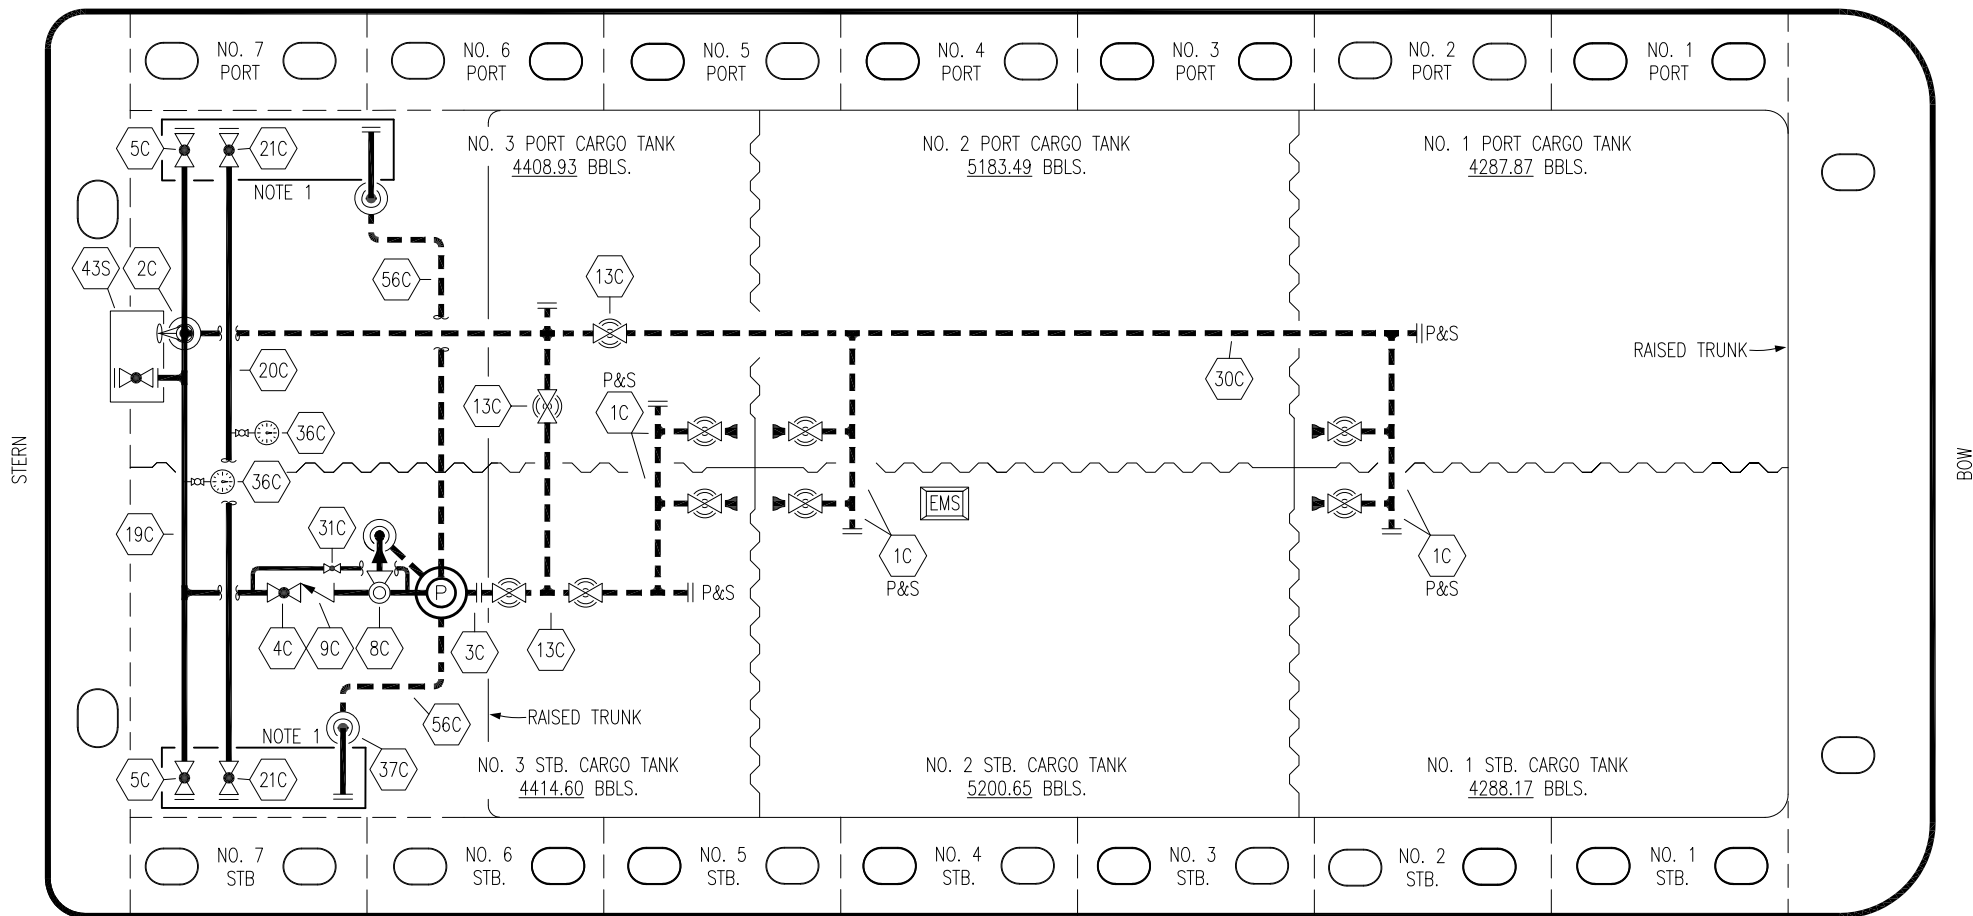 NO. 7
PORT
NO. 6
PORT
NO. 5
PORT
NO. 4
PORT
NO. 3
PORT
NO. 2
PORT
NO. 1
PORT
5C
21C
NOTE 1
NO. 3 PORT CARGO TANK
4408.93 BBLS.
NO. 2 PORT CARGO TANK
5183.49 BBLS.
NO. 1 PORT CARGO TANK
4287.87 BBLS.
43S
2C
56C
13C
P&S
RAISED TRUNK
20C
30C
P&S
13C
1C
36C
STERN
BOW
36C
EMS
19C
31C
1C
P&S
1C
P&S
P
P&S
4C
9C
8C
3C
13C
56C
RAISED TRUNK
NOTE 1
37C
5C
21C
NO. 3 STB. CARGO TANK
4414.60 BBLS.
NO. 2 STB. CARGO TANK
5200.65 BBLS.
NO. 1 STB. CARGO TANK
4288.17 BBLS.
NO. 7
STB
NO. 6
STB.
NO. 5
STB.
NO. 4
STB.
NO. 3
STB.
NO. 2
STB.
NO. 1
STB.